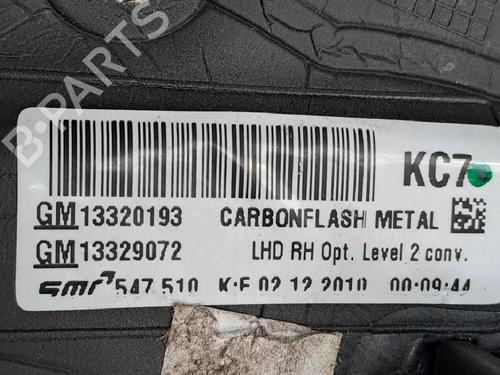 B-PARTS
KC7
GM13320193 CARBONFLASH METAL
GM13329072 LHD RH Opt. Level 2 conv.
smr 547.510 K:F 02.12.2010 00:09:44